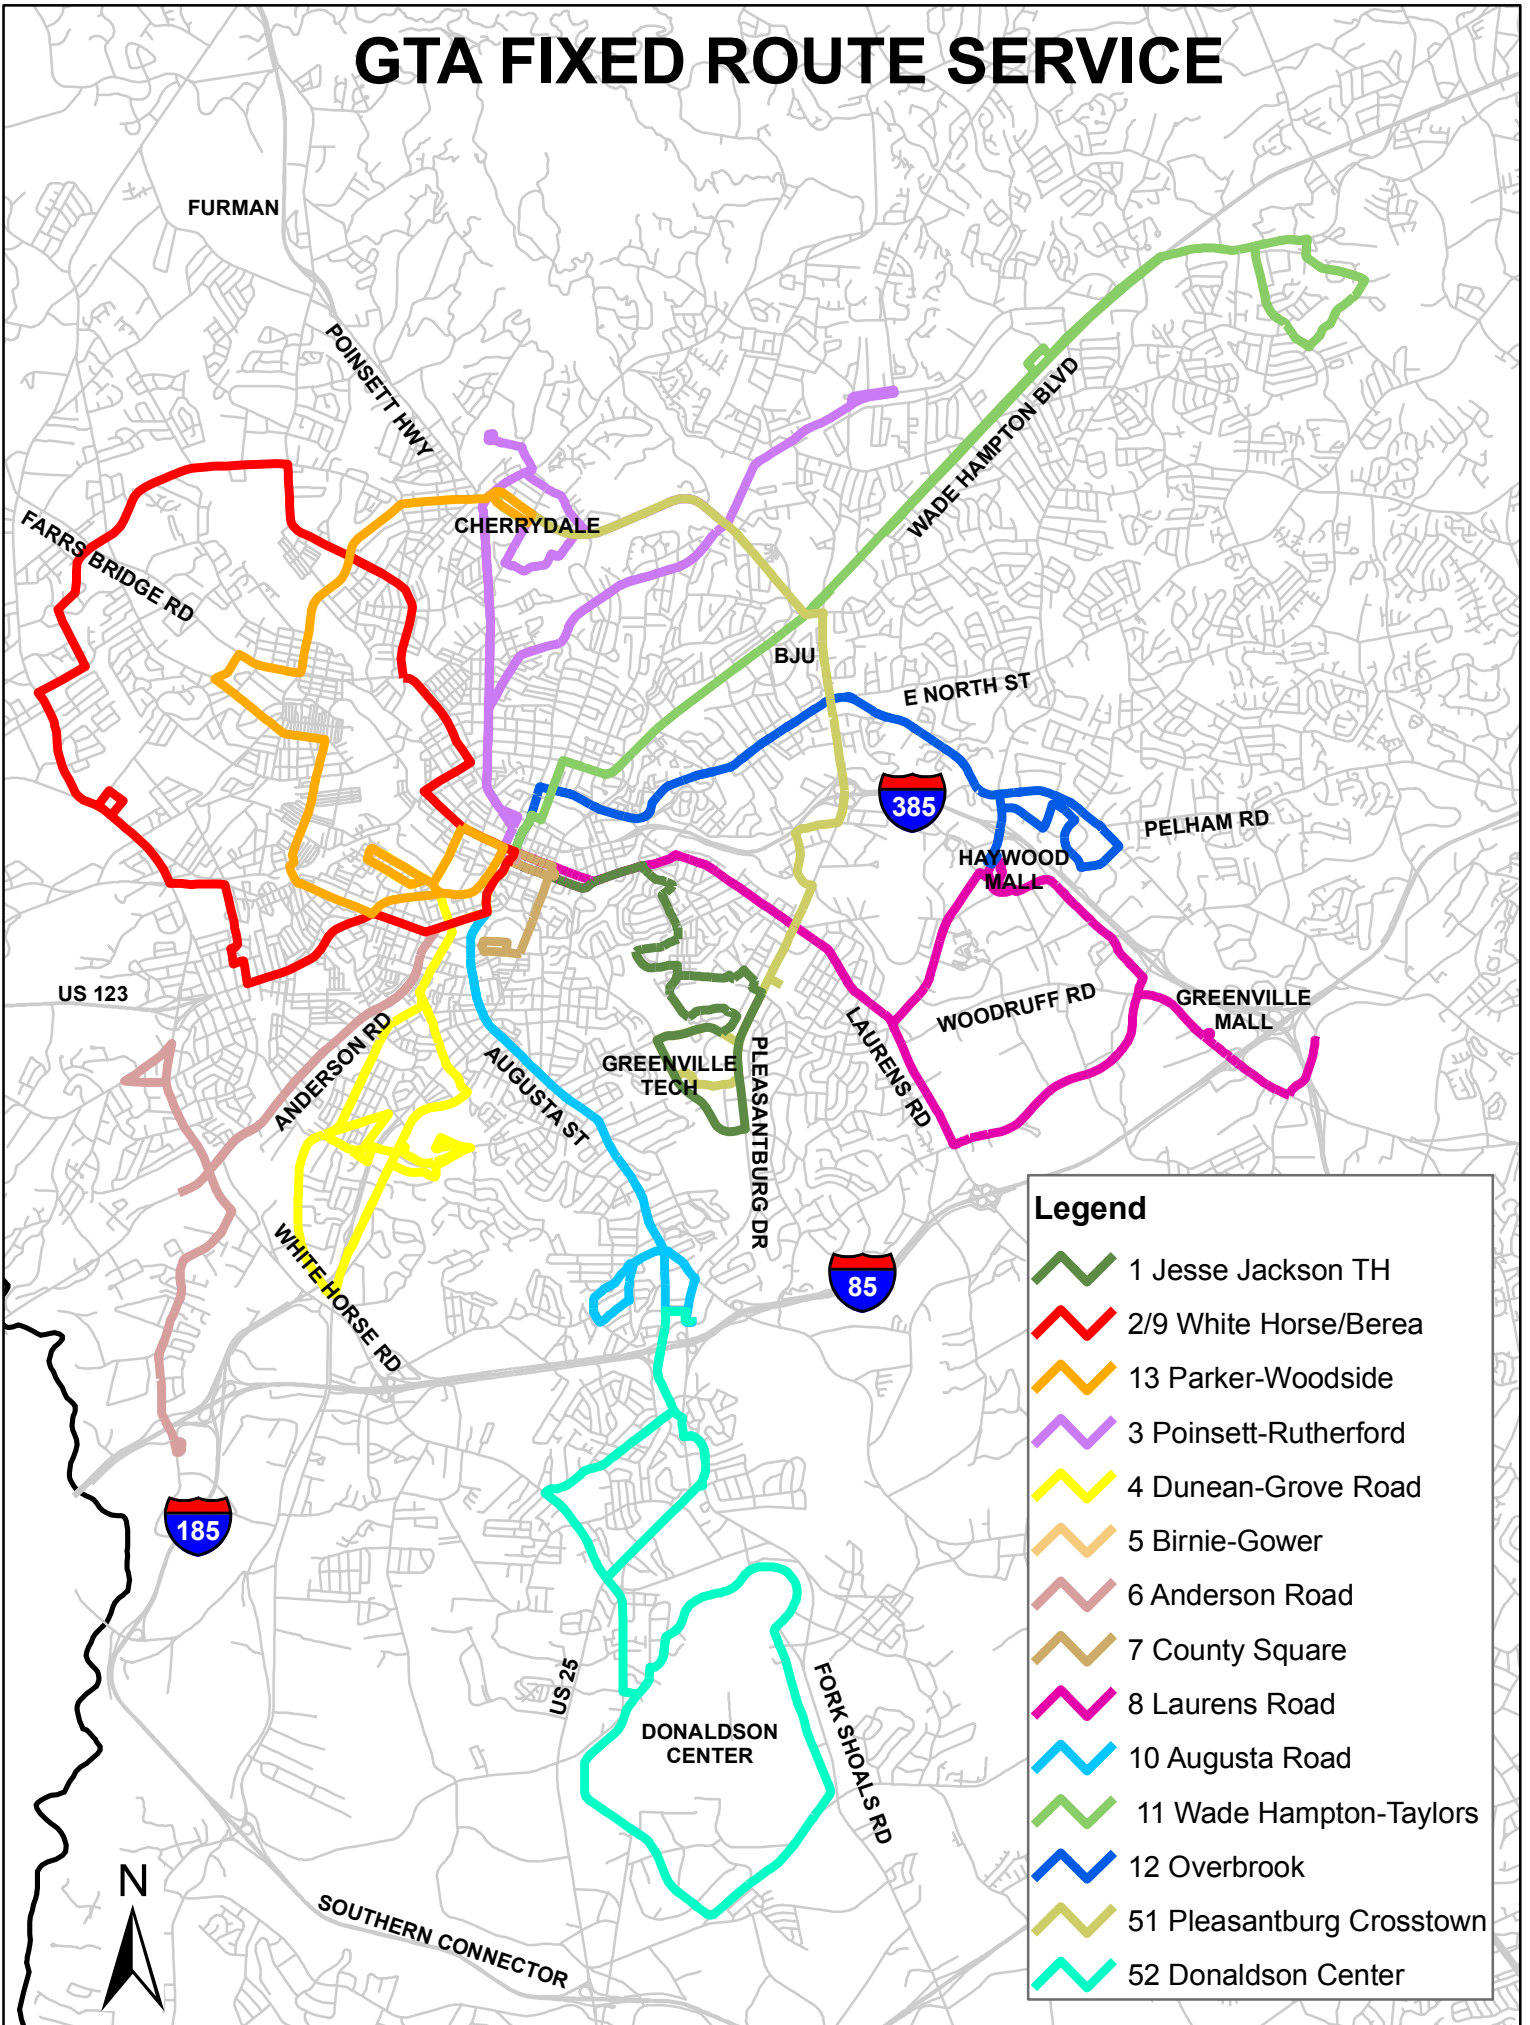 GTA FIXED ROUTE SERVICE
FURMAN
POINSETT HWY
WADE HAMPTON BLVD
FARRS BRIDGE RD
CHERRYDALE
BJU
E NORTH ST
385
PELHAM RD
HAYWOOD
MALL
US 123
ANDERSON RD
AUGUSTA ST
GREENVILLE
TECH
PLEASANTBURG DR
LAURENS RD
WOODRUFF RD
GREENVILLE
MALL
WHITE HORSE RD
85
185
US 25
DONALDSON
CENTER
FORK SHOALS RD
SOUTHERN CONNECTOR
N
Legend
1 Jesse Jackson TH
2/9 White Horse/Berea
13 Parker-Woodside
3 Poinsett-Rutherford
4 Dunean-Grove Road
5 Birnie-Gower
6 Anderson Road
7 County Square
8 Laurens Road
10 Augusta Road
11 Wade Hampton-Taylors
12 Overbrook
51 Pleasantburg Crosstown
52 Donaldson Center